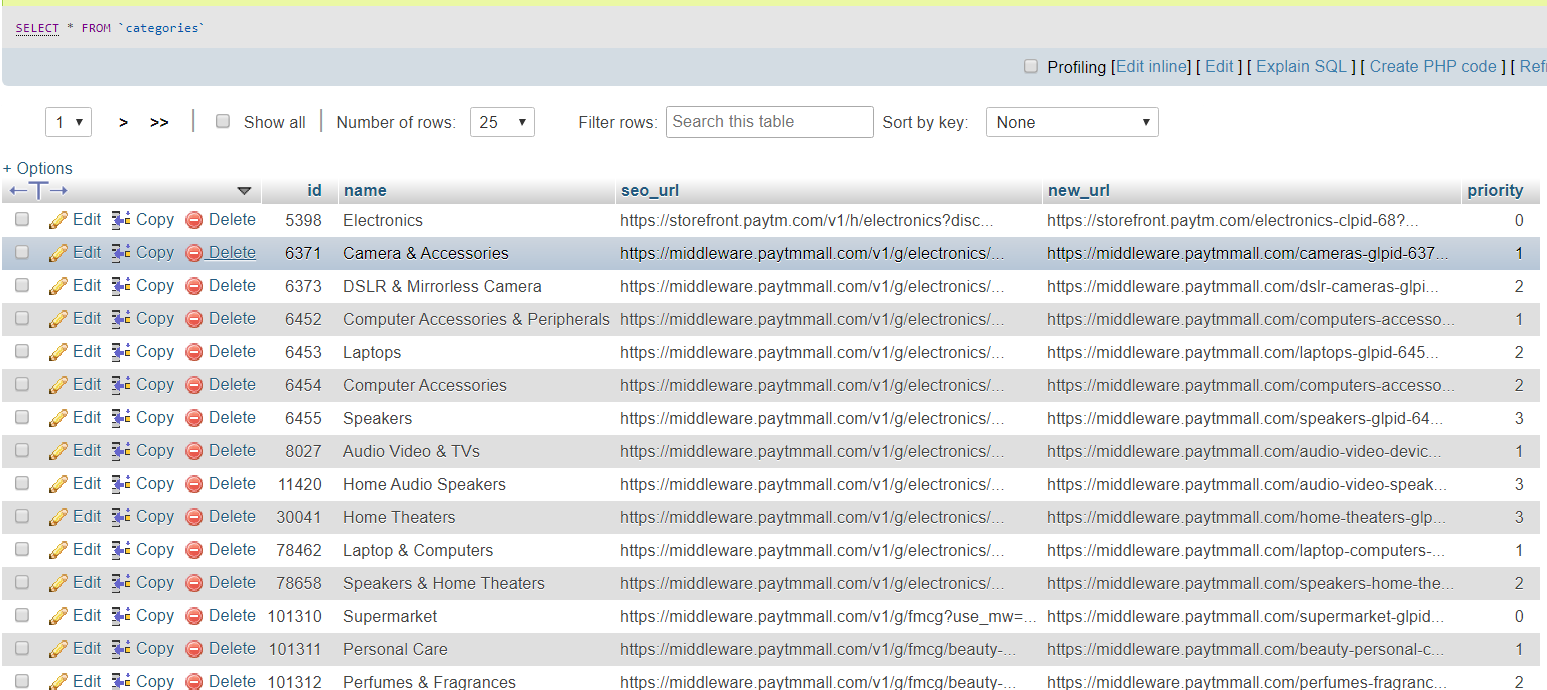 SELECT * FROM `categories`
Profiling [Edit inline] [ Edit ] [ Explain SQL ] [ Create PHP code ] [ Refr
1 > >> Show all Number of rows: 25 Filter rows: Search this table Sort by key: None
+ Options
id name seo_url new_url priority
Edit Copy Delete 5398 Electronics https://storefront.paytm.com/v1/h/electronics?disc... https://storefront.paytm.com/electronics-clpid-68?... 0
Edit Copy Delete 6371 Camera & Accessories https://middleware.paytmmall.com/v1/g/electronics/... https://middleware.paytmmall.com/cameras-glpid-637... 1
Edit Copy Delete 6373 DSLR & Mirrorless Camera https://middleware.paytmmall.com/v1/g/electronics/... https://middleware.paytmmall.com/dslr-cameras-glpi... 2
Edit Copy Delete 6452 Computer Accessories & Peripherals https://middleware.paytmmall.com/v1/g/electronics/... https://middleware.paytmmall.com/computers-accesso... 1
Edit Copy Delete 6453 Laptops https://middleware.paytmmall.com/v1/g/electronics/... https://middleware.paytmmall.com/laptops-glpid-645... 2
Edit Copy Delete 6454 Computer Accessories https://middleware.paytmmall.com/v1/g/electronics/... https://middleware.paytmmall.com/computers-accesso... 2
Edit Copy Delete 6455 Speakers https://middleware.paytmmall.com/v1/g/electronics/... https://middleware.paytmmall.com/speakers-glpid-64... 3
Edit Copy Delete 8027 Audio Video & TVs https://middleware.paytmmall.com/v1/g/electronics/... https://middleware.paytmmall.com/audio-video-devic... 1
Edit Copy Delete 11420 Home Audio Speakers https://middleware.paytmmall.com/v1/g/electronics/... https://middleware.paytmmall.com/audio-video-speak... 3
Edit Copy Delete 30041 Home Theaters https://middleware.paytmmall.com/v1/g/electronics/... https://middleware.paytmmall.com/home-theaters-glp... 3
Edit Copy Delete 78462 Laptop & Computers https://middleware.paytmmall.com/v1/g/electronics/... https://middleware.paytmmall.com/laptop-computers-... 1
Edit Copy Delete 78658 Speakers & Home Theaters https://middleware.paytmmall.com/v1/g/electronics/... https://middleware.paytmmall.com/speakers-home-the... 2
Edit Copy Delete 101310 Supermarket https://middleware.paytmmall.com/v1/g/fmcg?use_mw=... https://middleware.paytmmall.com/supermarket-glpid... 0
Edit Copy Delete 101311 Personal Care https://middleware.paytmmall.com/v1/g/fmcg/beauty-... https://middleware.paytmmall.com/beauty-personal-c... 1
Edit Copy Delete 101312 Perfumes & Fragrances https://middleware.paytmmall.com/v1/g/fmcg/beauty-... https://middleware.paytmmall.com/perfumes-fragranc... 2